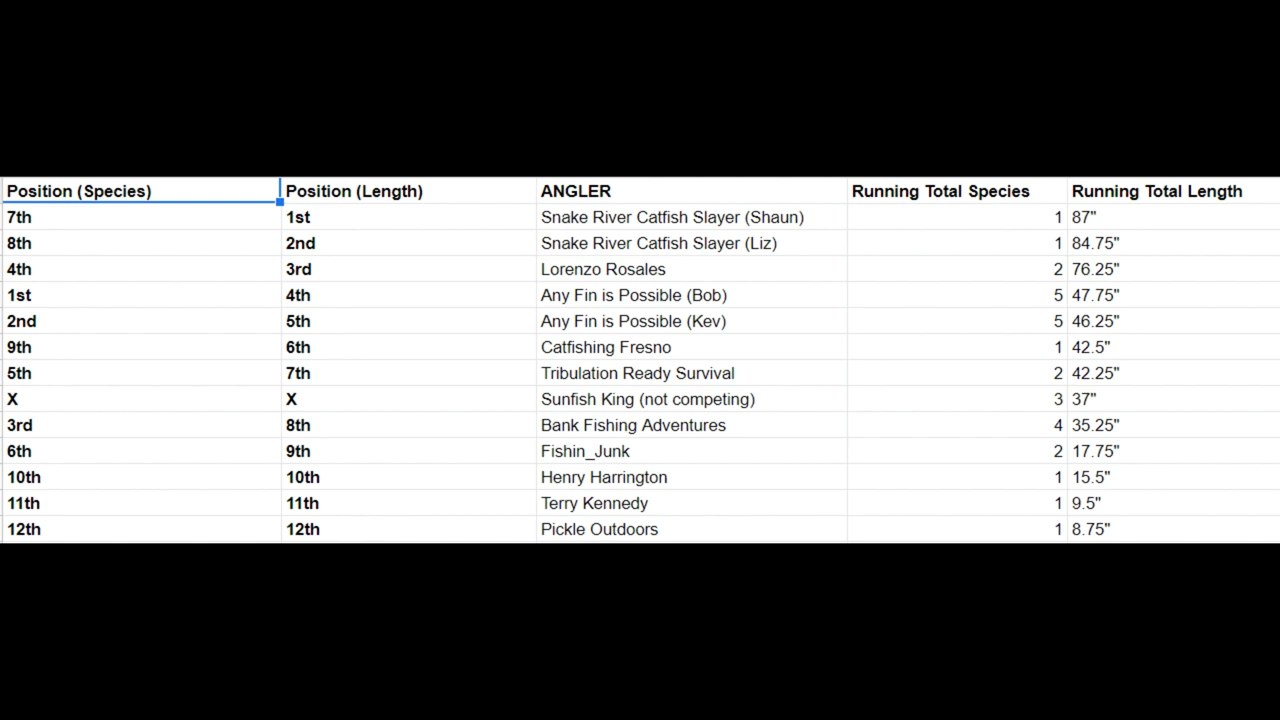 Position (Species) Position (Length) ANGLER Running Total Species Running Total Length
7th 1st Snake River Catfish Slayer (Shaun) 1 87"
8th 2nd Snake River Catfish Slayer (Liz) 1 84.75"
4th 3rd Lorenzo Rosales 2 76.25"
1st 4th Any Fin is Possible (Bob) 5 47.75"
2nd 5th Any Fin is Possible (Kev) 5 46.25"
9th 6th Catfishing Fresno 1 42.5"
5th 7th Tribulation Ready Survival 2 42.25"
X X Sunfish King (not competing) 3 37"
3rd 8th Bank Fishing Adventures 4 35.25"
6th 9th Fishin_Junk 2 17.75"
10th 10th Henry Harrington 1 15.5"
11th 11th Terry Kennedy 1 9.5"
12th 12th Pickle Outdoors 1 8.75"